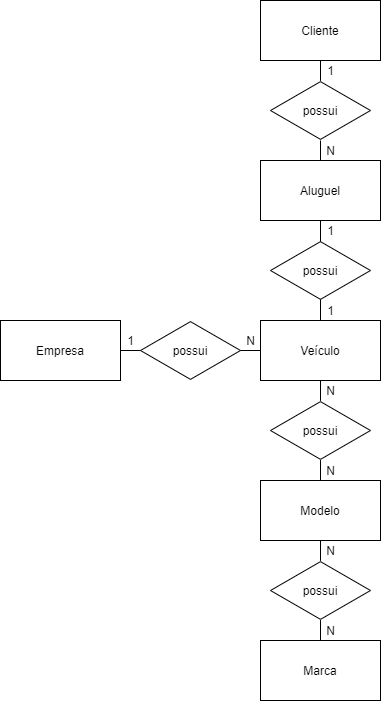 Cliente
1
possui
N
Aluguel
1
possui
1
Empresa
1
possui
N
Veículo
N
possui
N
Modelo
N
possui
N
Marca